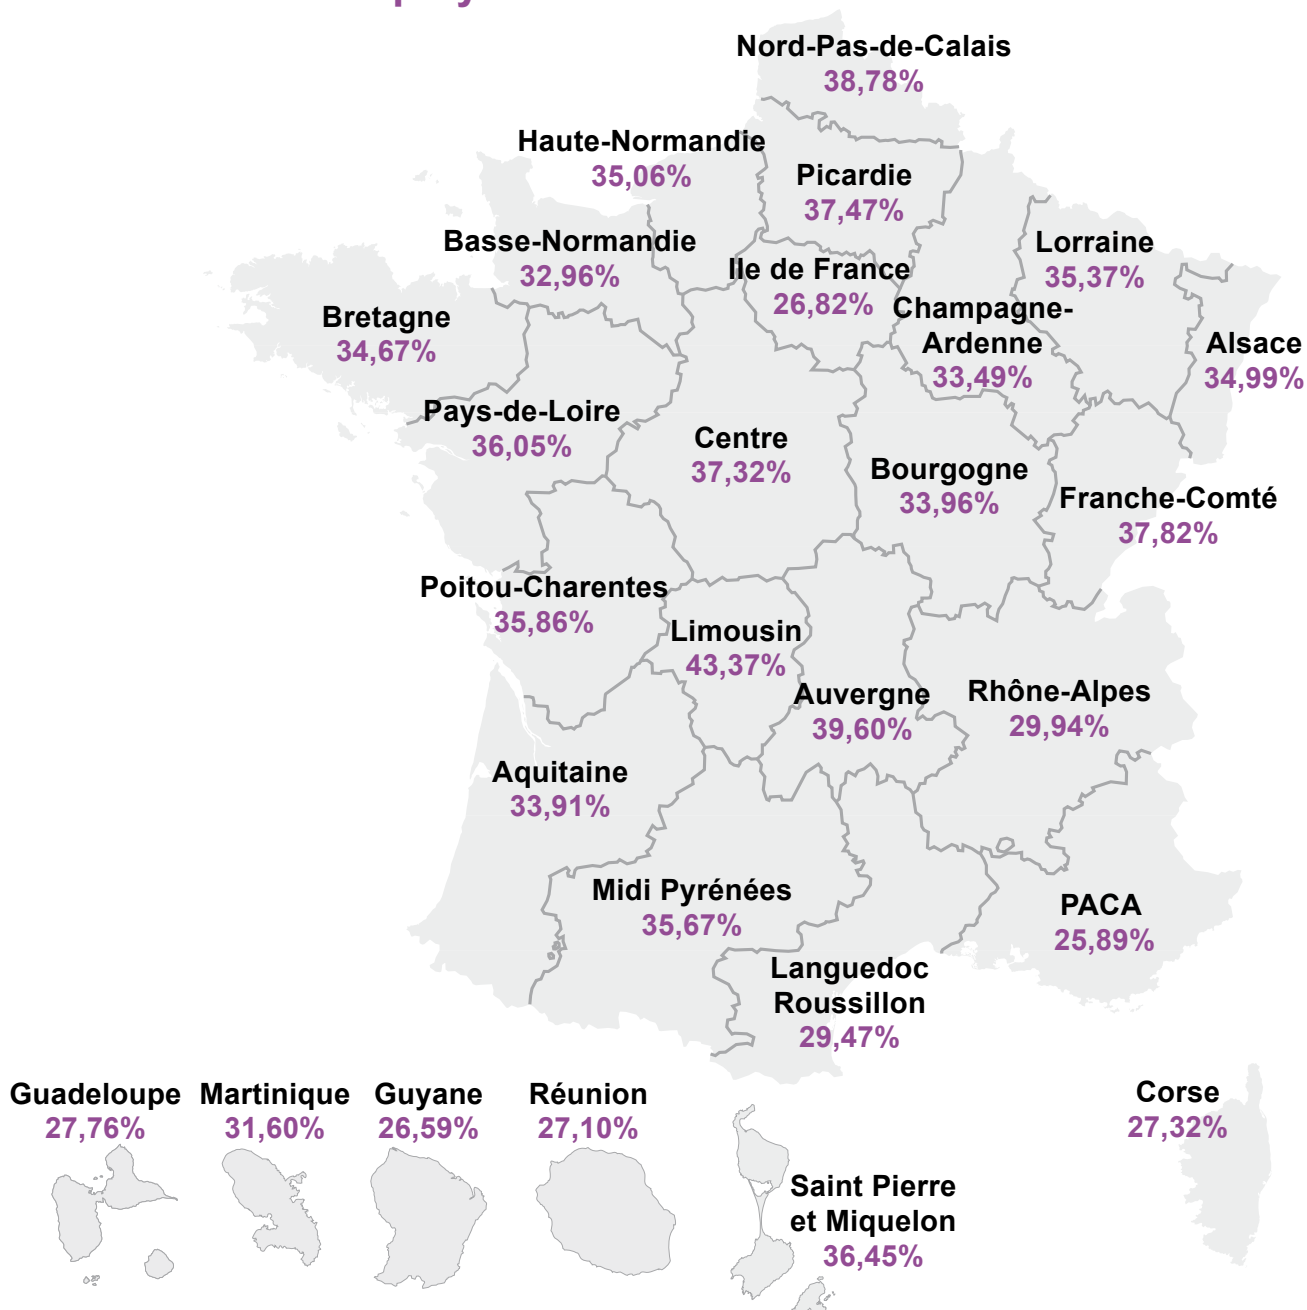 Nord-Pas-de-Calais
38,78%
Haute-Normandie
35,06%
Picardie
37,47%
Basse-Normandie
32,96%
Lorraine
35,37%
Ile de France
26,82%
Champagne-
Ardenne
33,49%
Bretagne
34,67%
Alsace
34,99%
Pays-de-Loire
36,05%
Centre
37,32%
Bourgogne
33,96%
Franche-Comté
37,82%
Poitou-Charentes
35,86%
Limousin
43,37%
Auvergne
39,60%
Rhône-Alpes
29,94%
Aquitaine
33,91%
Midi Pyrénées
35,67%
PACA
25,89%
Languedoc
Roussillon
29,47%
Guadeloupe
27,76%
Martinique
31,60%
Guyane
26,59%
Réunion
27,10%
Corse
27,32%
Saint Pierre
et Miquelon
36,45%